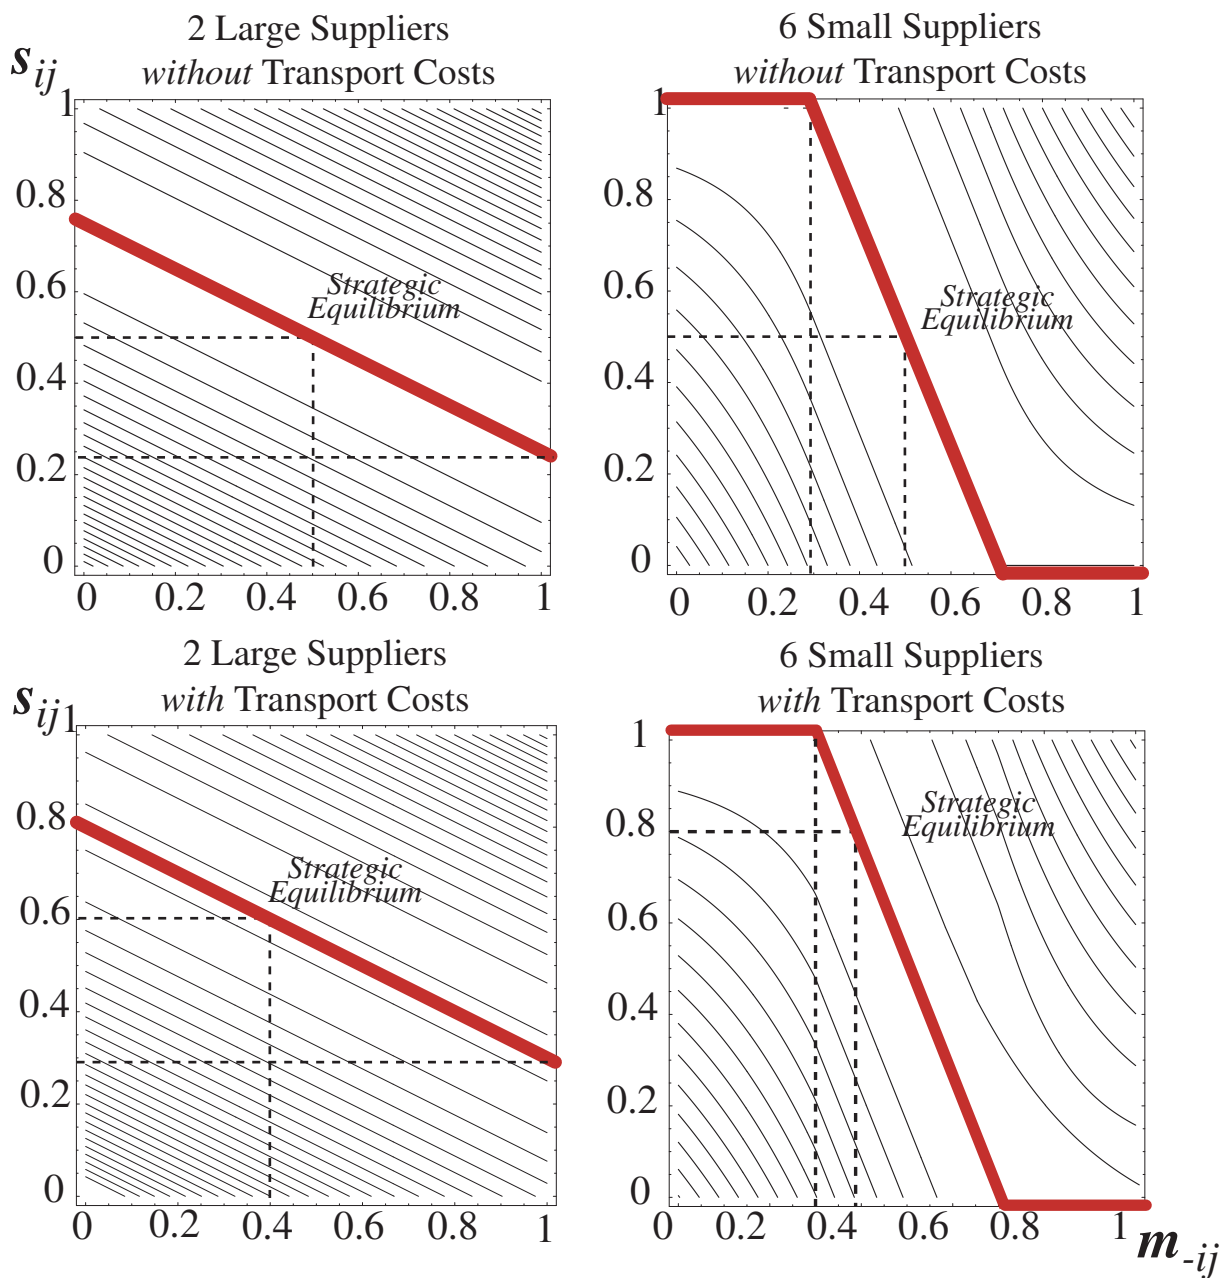 2 Large Suppliers
without Transport Costs
s_ij
1
0.8
0.6
0.4
0.2
0
Strategic
Equilibrium
0 0.2 0.4 0.6 0.8 1
6 Small Suppliers
without Transport Costs
1
0.8
0.6
0.4
0.2
0
Strategic
Equilibrium
0 0.2 0.4 0.6 0.8 1
2 Large Suppliers
with Transport Costs
s_ij
1
0.8
0.6
0.4
0.2
0
Strategic
Equilibrium
0 0.2 0.4 0.6 0.8 1
6 Small Suppliers
with Transport Costs
1
0.8
0.6
0.4
0.2
0
Strategic
Equilibrium
0 0.2 0.4 0.6 0.8 1
m_-ij